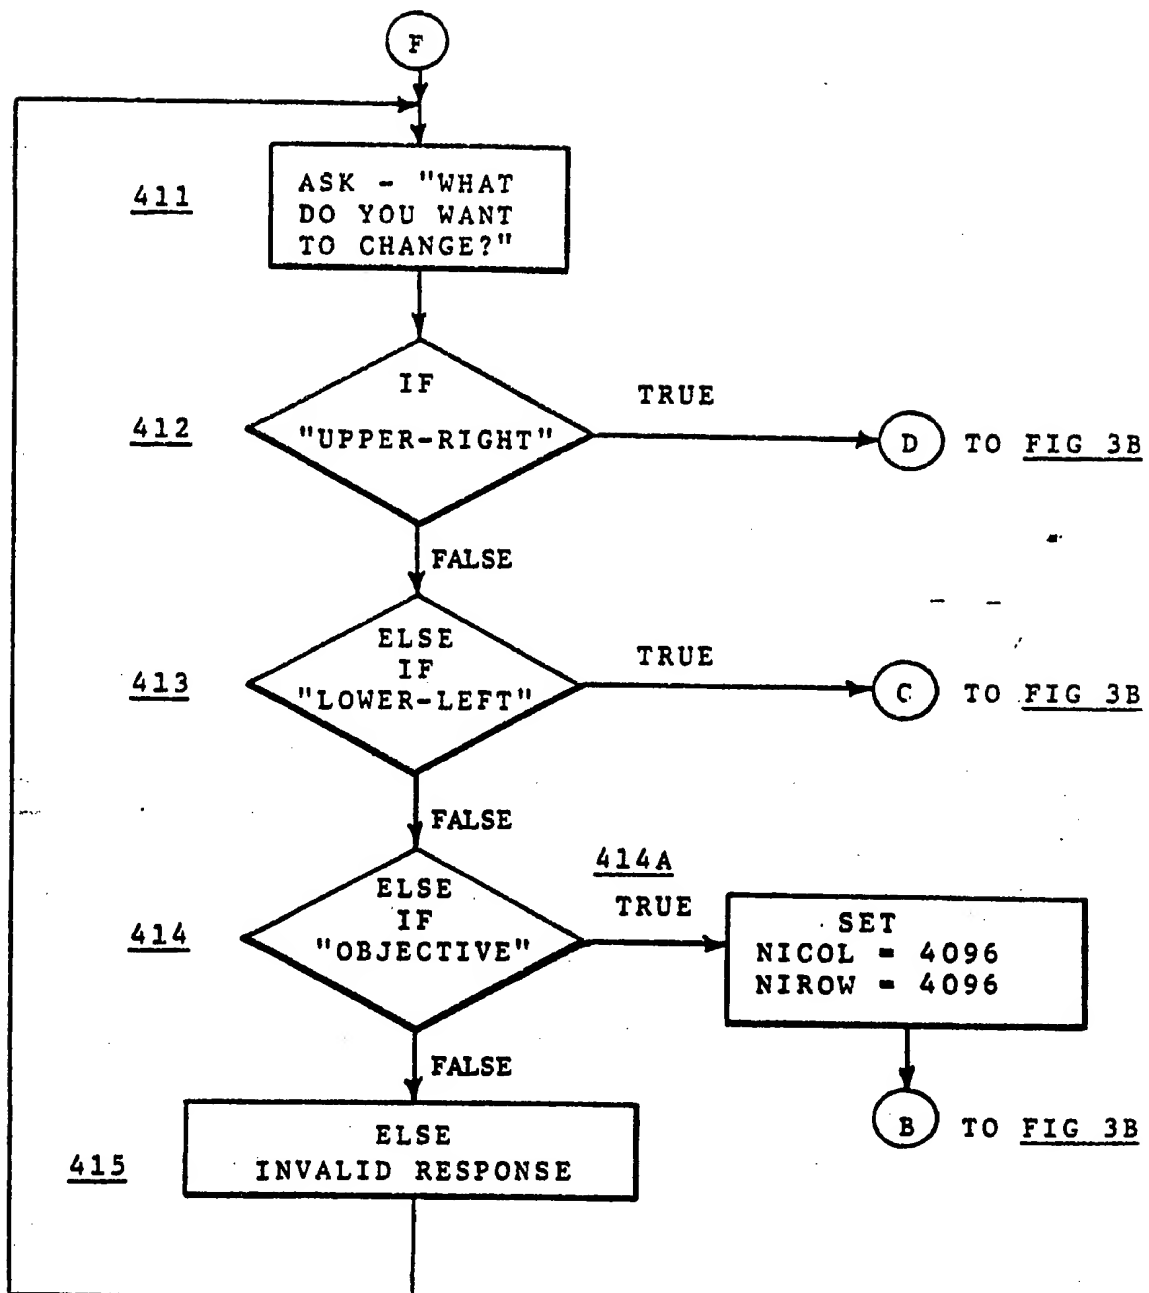 F
411
ASK - "WHAT
DO YOU WANT
TO CHANGE?"
412
IF
"UPPER-RIGHT"
TRUE
D TO FIG 3B
FALSE
413
ELSE
IF
"LOWER-LEFT"
TRUE
C TO FIG 3B
FALSE
414
ELSE
IF
"OBJECTIVE"
414A
TRUE
SET
NICOL = 4096
NIROW = 4096
FALSE
B TO FIG 3B
415
ELSE
INVALID RESPONSE